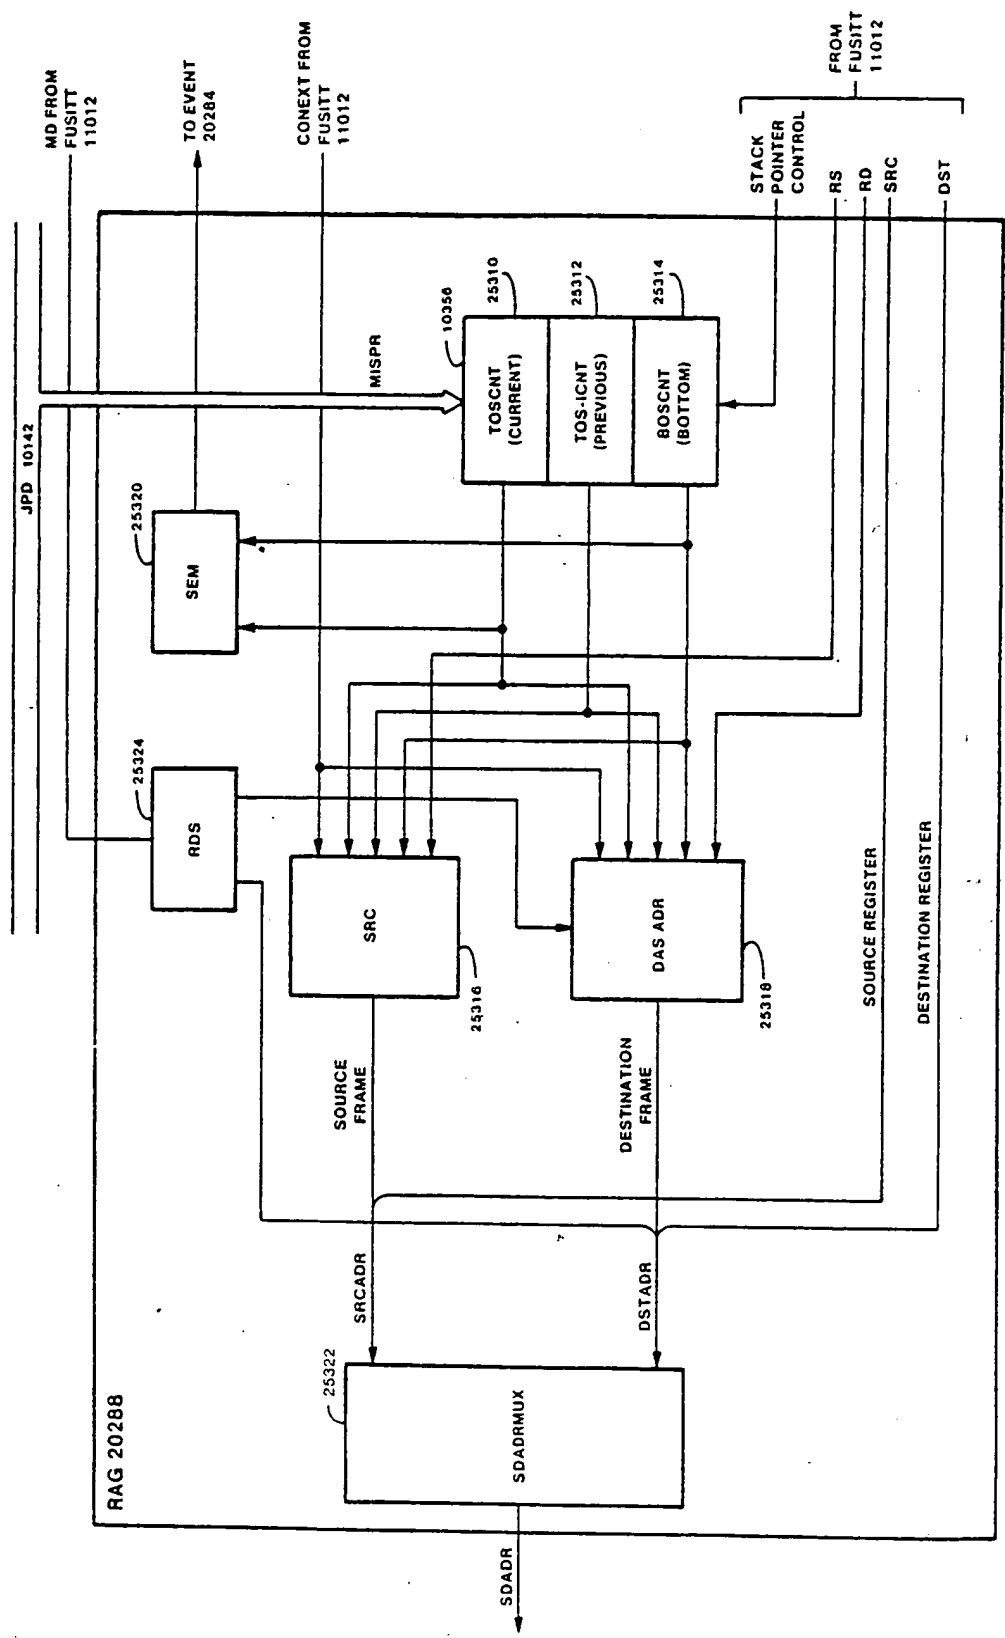 RAG 20288
JPD 10142
MD FROM
FUSITT
11012
TO EVENT
20284
CONEXT FROM
FUSITT
11012
FROM
FUSITT
11012
STACK
POINTER
CONTROL
RS
RD
SRC
DST
MISPR
10356
TOSCNT
(CURRENT)
25310
TOS-ICNT
(PREVIOUS)
25312
BOSCNT
(BOTTOM)
25314
SEM
25320
RDS
25324
SRC
25316
DAS ADR
25318
SOURCE
FRAME
DESTINATION
FRAME
SOURCE REGISTER
DESTINATION REGISTER
SRCADR
DSTADR
25322
SDADRMUX
SDADR